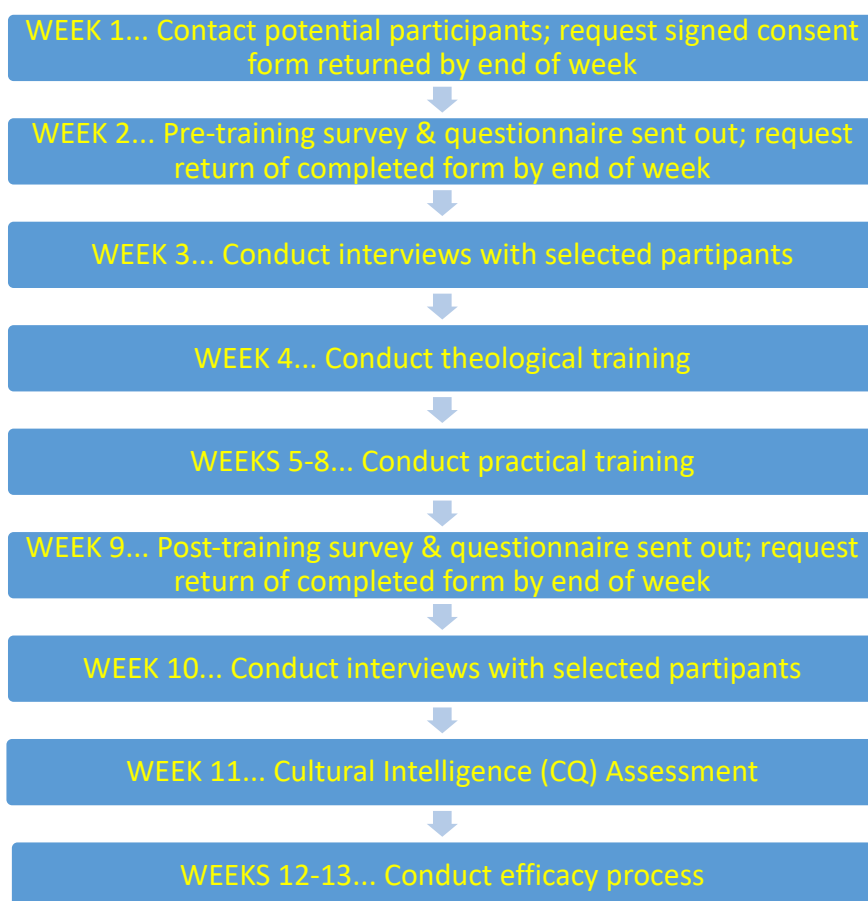 WEEK 1... Contact potential participants; request signed consent
form returned by end of week
WEEK 2... Pre-training survey & questionnaire sent out; request
return of completed form by end of week
WEEK 3... Conduct interviews with selected partipants
WEEK 4... Conduct theological training
WEEKS 5-8... Conduct practical training
WEEK 9... Post-training survey & questionnaire sent out; request
return of completed form by end of week
WEEK 10... Conduct interviews with selected partipants
WEEK 11... Cultural Intelligence (CQ) Assessment
WEEKS 12-13... Conduct efficacy process